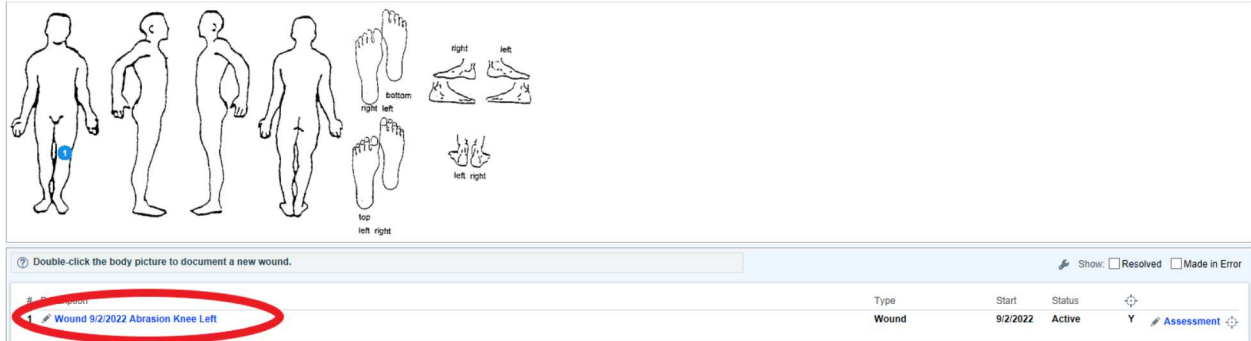 right left
bottom
right left
left right
top
left right
Double-click the body picture to document a new wound.
Show: Resolved Made in Error
# Description Type Start Status
1 Wound 9/2/2022 Abrasion Knee Left Wound 9/2/2022 Active Y Assessment
1